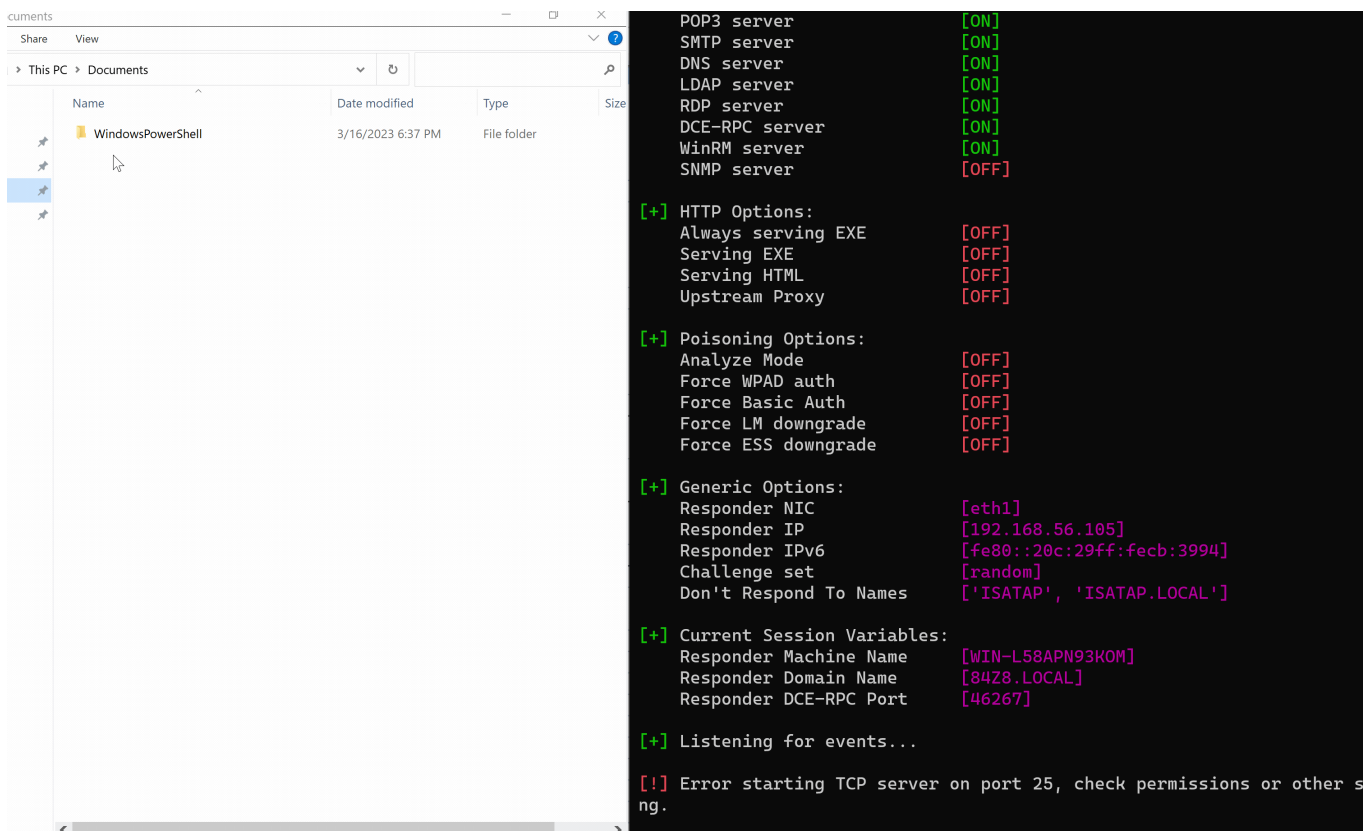 cuments
Share View
This PC > Documents
Name Date modified Type Size
WindowsPowerShell 3/16/2023 6:37 PM File folder
POP3 server [ON]
SMTP server [ON]
DNS server [ON]
LDAP server [ON]
RDP server [ON]
DCE-RPC server [ON]
WinRM server [ON]
SNMP server [OFF]
[+] HTTP Options:
Always serving EXE [OFF]
Serving EXE [OFF]
Serving HTML [OFF]
Upstream Proxy [OFF]
[+] Poisoning Options:
Analyze Mode [OFF]
Force WPAD auth [OFF]
Force Basic Auth [OFF]
Force LM downgrade [OFF]
Force ESS downgrade [OFF]
[+] Generic Options:
Responder NIC [eth1]
Responder IP [192.168.56.105]
Responder IPv6 [fe80::20c:29ff:fecb:3994]
Challenge set [random]
Don't Respond To Names ['ISATAP', 'ISATAP.LOCAL']
[+] Current Session Variables:
Responder Machine Name [WIN-L58APN93KOM]
Responder Domain Name [84Z8.LOCAL]
Responder DCE-RPC Port [46267]
[+] Listening for events...
[!] Error starting TCP server on port 25, check permissions or other s
ng.